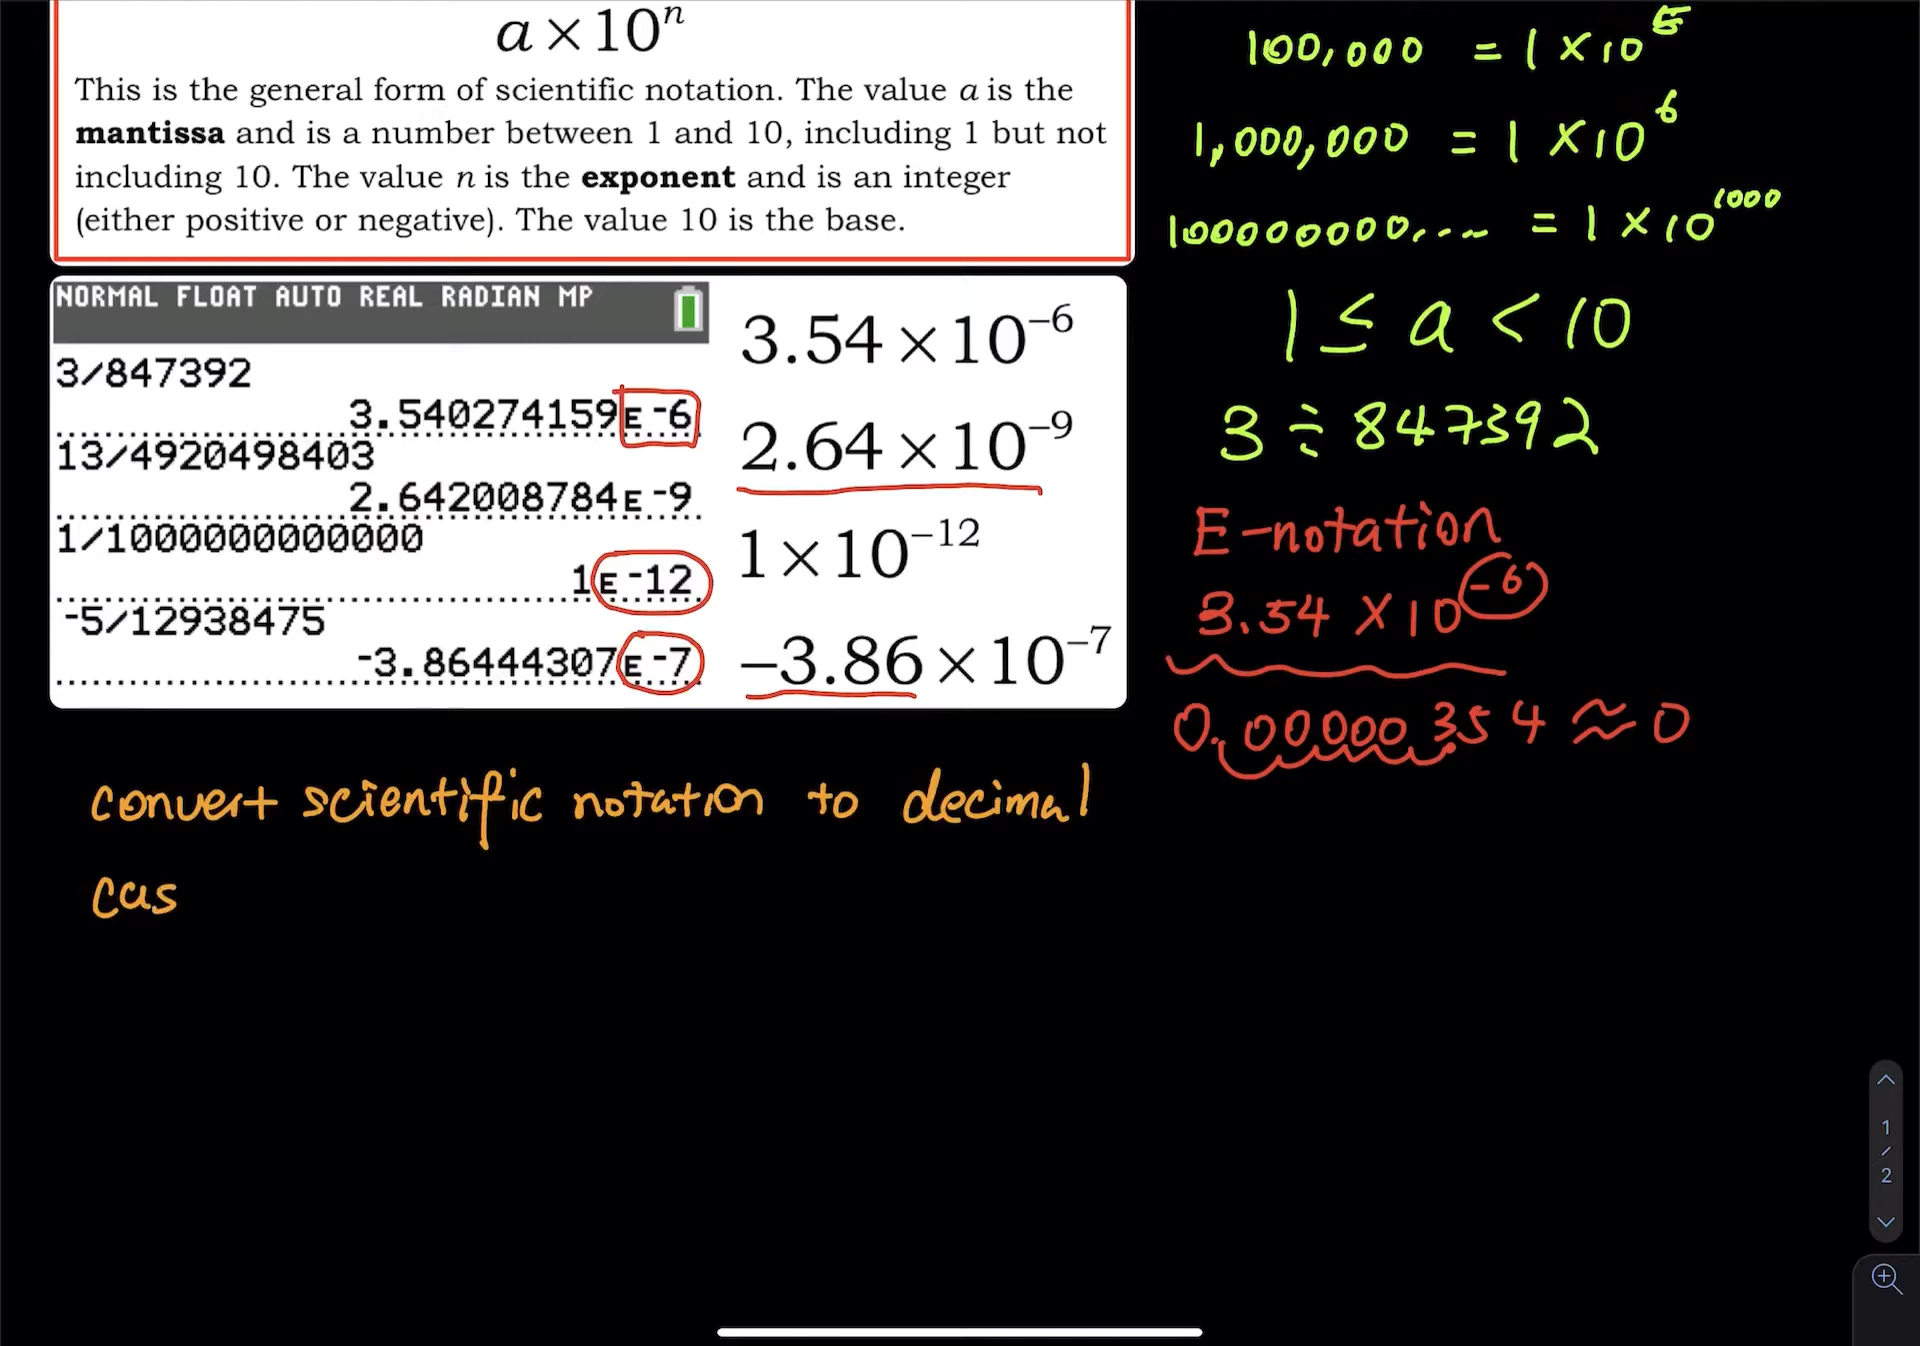 a × 10ⁿ
This is the general form of scientific notation. The value a is the
mantissa and is a number between 1 and 10, including 1 but not
including 10. The value n is the exponent and is an integer
(either positive or negative). The value 10 is the base.
NORMAL FLOAT AUTO REAL RADIAN MP
3/847392
3.540274159E-6
13/4920498403
2.642008784E-9
1/1000000000000
1E-12
-5/12938475
-3.86444307E-7
3.54 × 10⁻⁶
2.64 × 10⁻⁹
1 × 10⁻¹²
−3.86 × 10⁻⁷
convert scientific notation to decimal
cas
100,000 = 1 × 10⁵
1,000,000 = 1 × 10⁶
100000000.... = 1 × 10¹⁰⁰⁰
1 ≤ a < 10
3 ÷ 847392
E-notation
3.54 × 10⁻⁶
0.00000354 ≈ 0
1
/
2